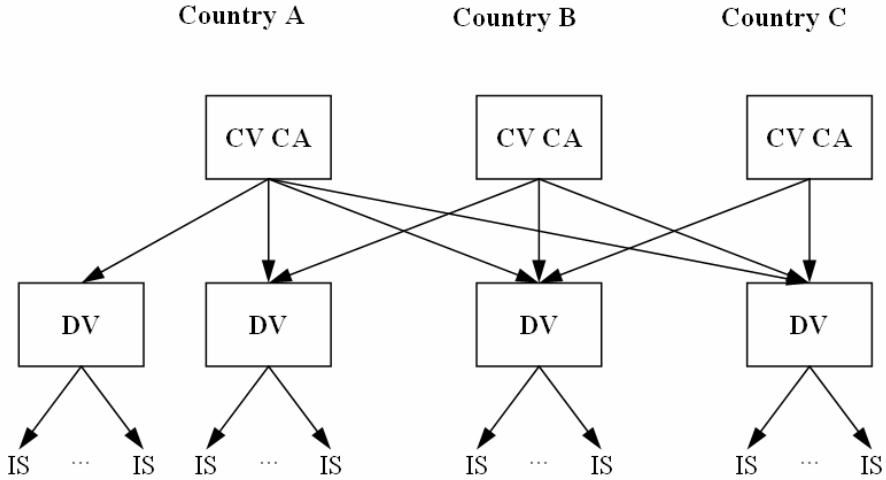 Country A Country B Country C
CV CA CV CA CV CA
DV DV DV DV
IS ... IS IS ... IS IS ... IS IS ... IS